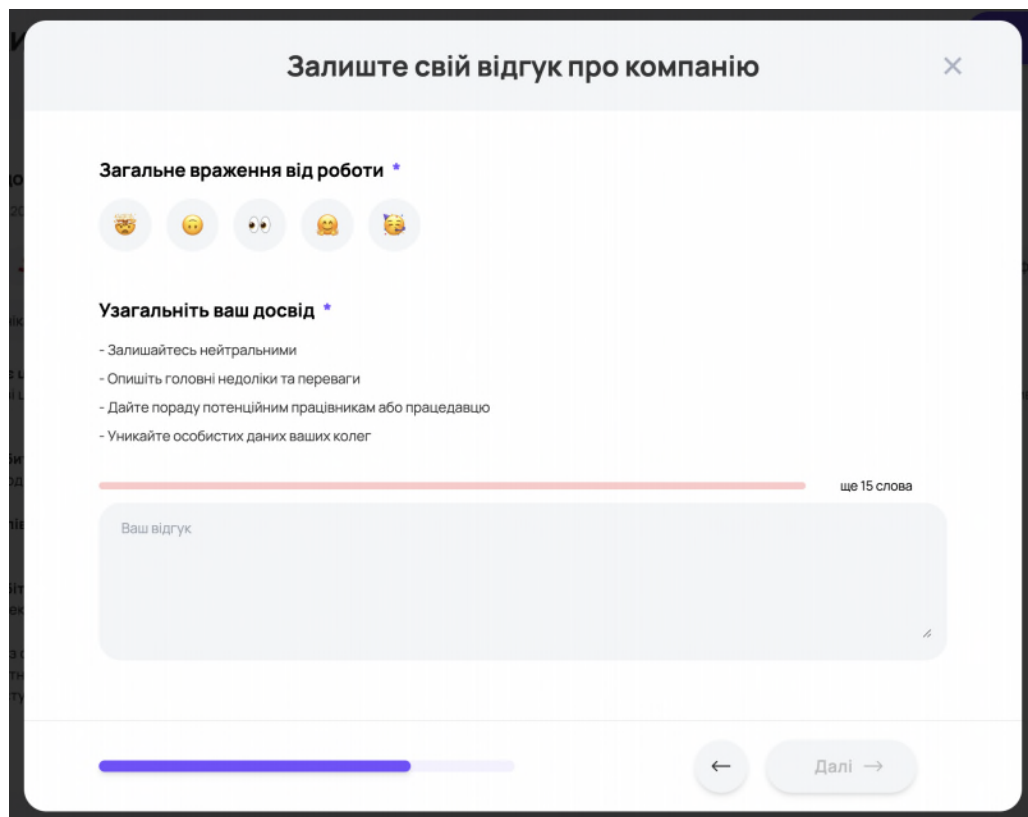 Залиште свій відгук про компанію
Загальне враження від роботи *
Узагальніть ваш досвід *
- Залишайтесь нейтральними
- Опишіть головні недоліки та переваги
- Дайте пораду потенційним працівникам або працедавцю
- Уникайте особистих даних ваших колег
ще 15 слова
Ваш відгук
Далі →